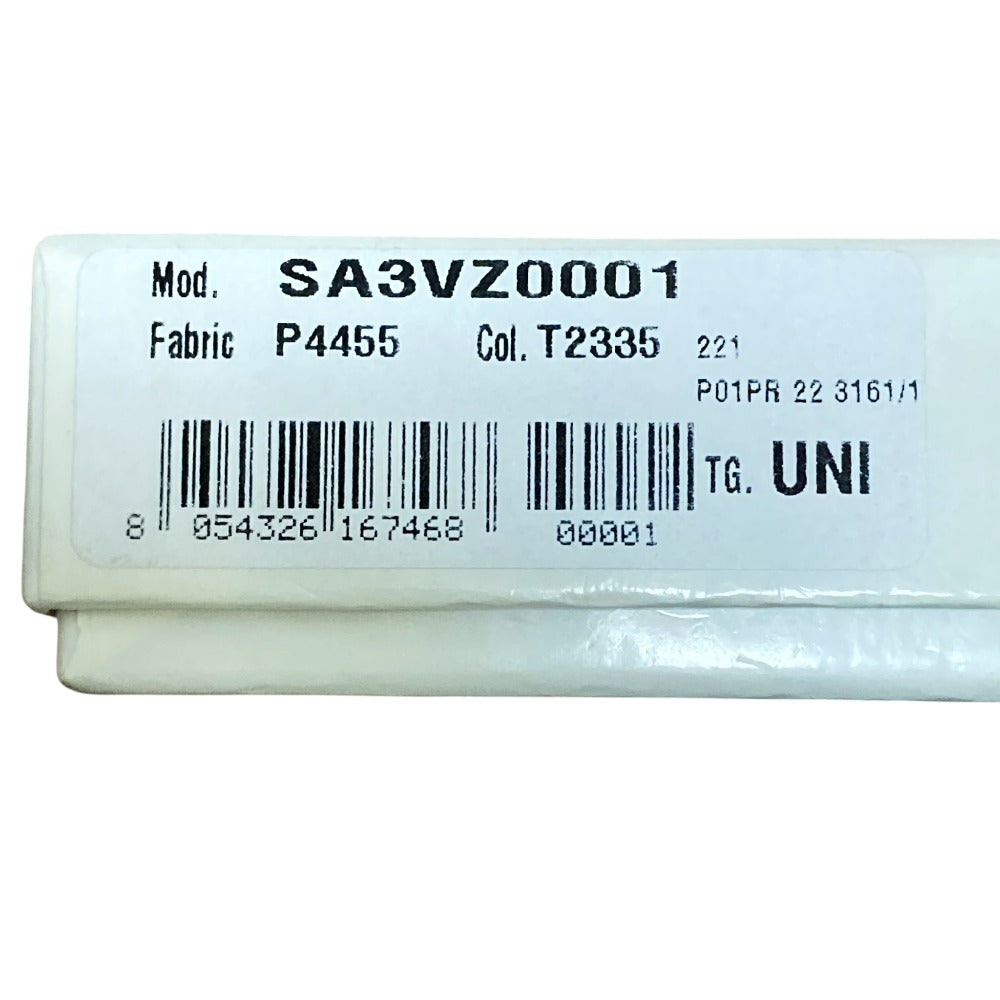 Mod. SA3VZ0001
Fabric P4455 Col. T2335 221
P01PR 22 3161/1
TG. UNI
8 054326 167468 00001